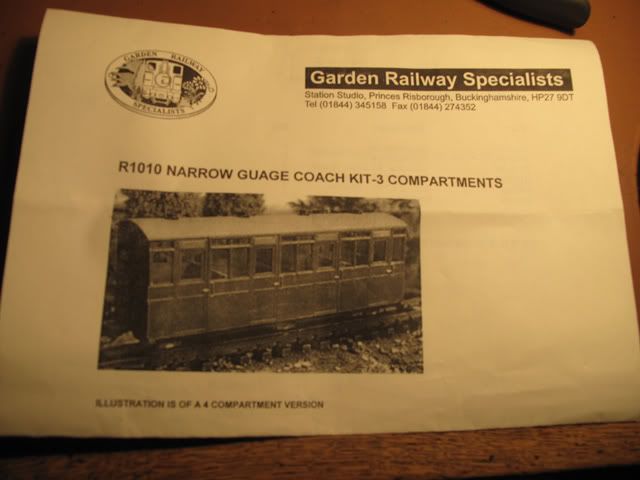 GARDEN RAILWAY
SPECIALISTS
Garden Railway Specialists
Station Studio, Princes Risborough, Buckinghamshire, HP27 9DT
Tel (01844) 345158 Fax (01844) 274352
R1010 NARROW GUAGE COACH KIT-3 COMPARTMENTS
ILLUSTRATION IS OF A 4 COMPARTMENT VERSION